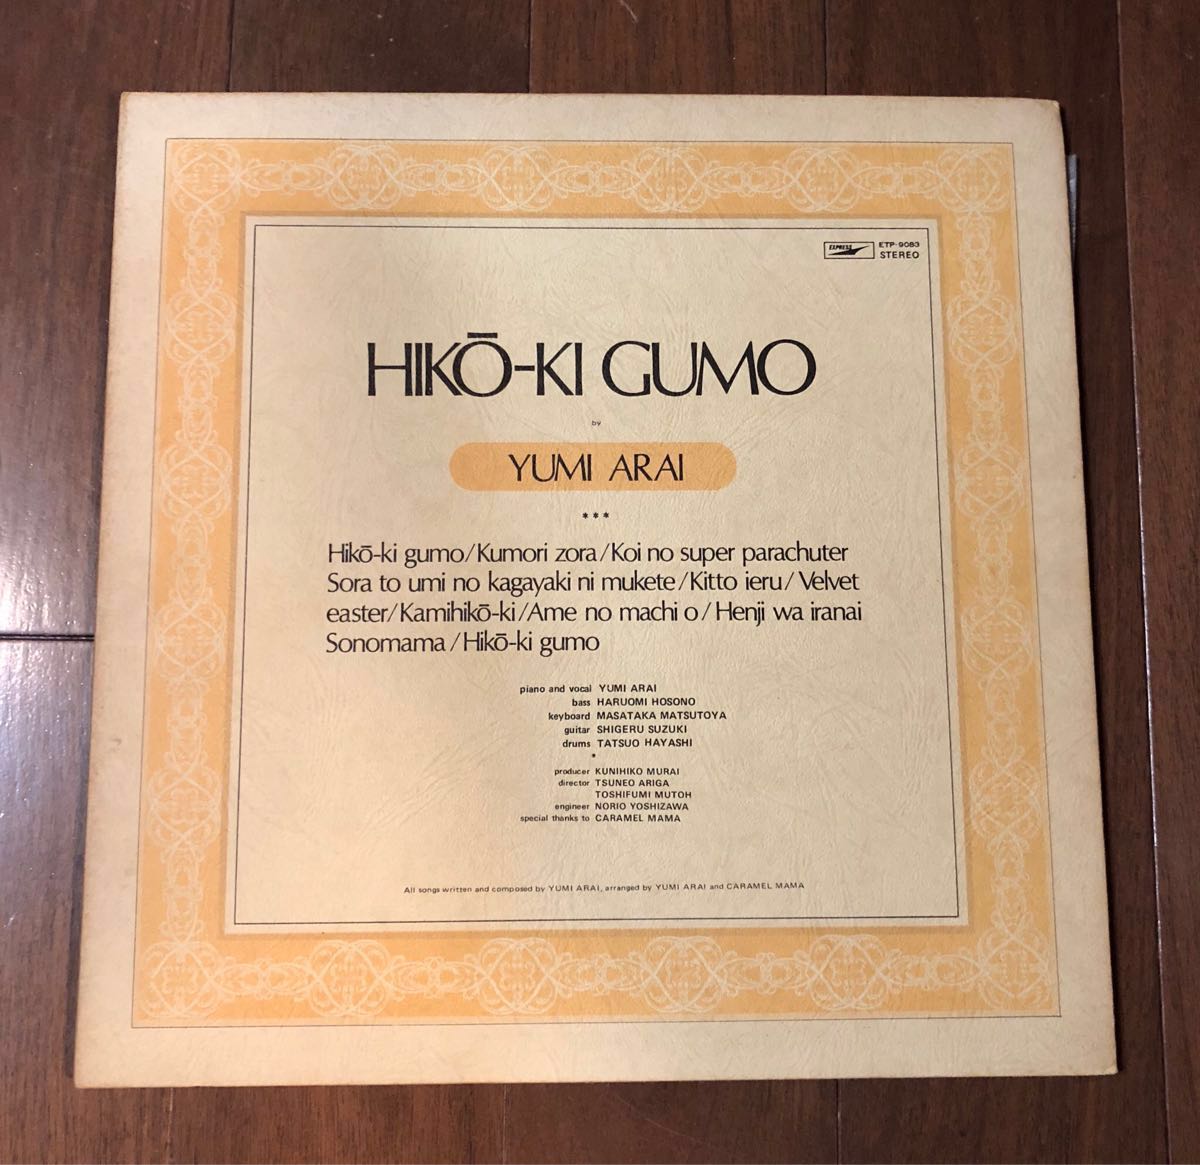 EXPRESS ETP-9083
STEREO
HIKŌ-KI GUMO
by
YUMI ARAI
***
Hikō-ki gumo/Kumori zora/Koi no super parachuter
Sora to umi no kagayaki ni mukete/Kitto ieru/Velvet
easter/Kamihikō-ki/Ame no machi o/Henji wa iranai
Sonomama/Hikō-ki gumo
piano and vocal YUMI ARAI
bass HARUOMI HOSONO
keyboard MASATAKA MATSUTOYA
guitar SHIGERU SUZUKI
drums TATSUO HAYASHI
*
producer KUNIHIKO MURAI
director TSUNEO ARIGA
TOSHIFUMI MUTOH
engineer NORIO YOSHIZAWA
special thanks to CARAMEL MAMA
All songs written and composed by YUMI ARAI, arranged by YUMI ARAI and CARAMEL MAMA